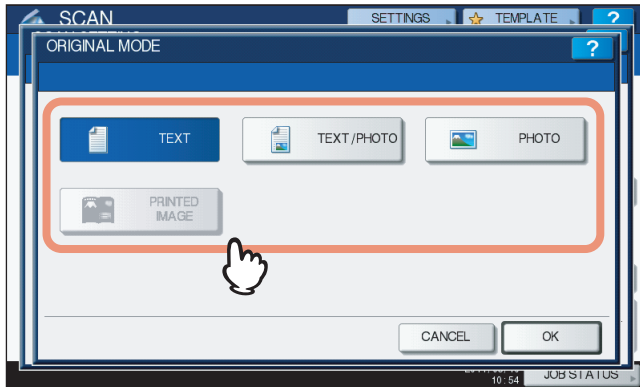 SCAN
SETTINGS
TEMPLATE
?
ORIGINAL MODE
?
TEXT
TEXT/PHOTO
PHOTO
PRINTED
IMAGE
CANCEL
OK
10:54
JOB STATUS